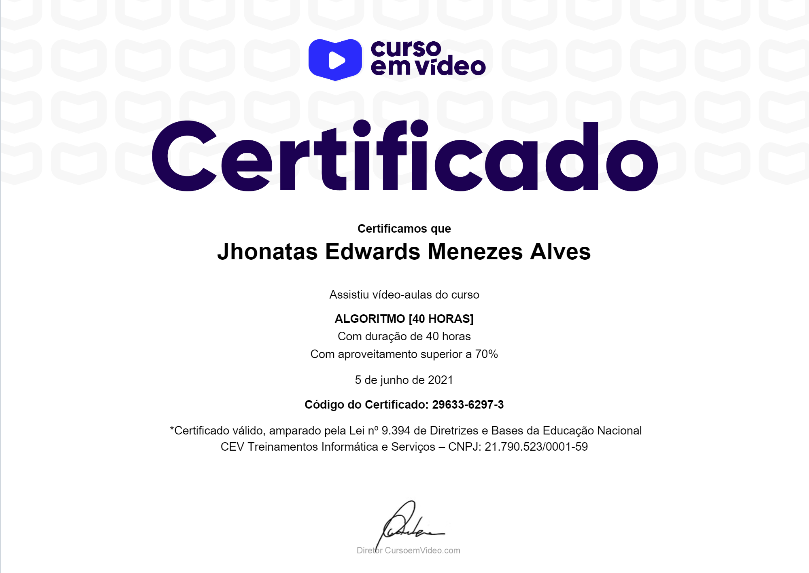 curso
em vídeo
Certificado
Certificamos que
Jhonatas Edwards Menezes Alves
Assistiu vídeo-aulas do curso
ALGORITMO [40 HORAS]
Com duração de 40 horas
Com aproveitamento superior a 70%
5 de junho de 2021
Código do Certificado: 29633-6297-3
*Certificado válido, amparado pela Lei nº 9.394 de Diretrizes e Bases da Educação Nacional
CEV Treinamentos Informática e Serviços – CNPJ: 21.790.523/0001-59
Diretor CursoemVideo.com